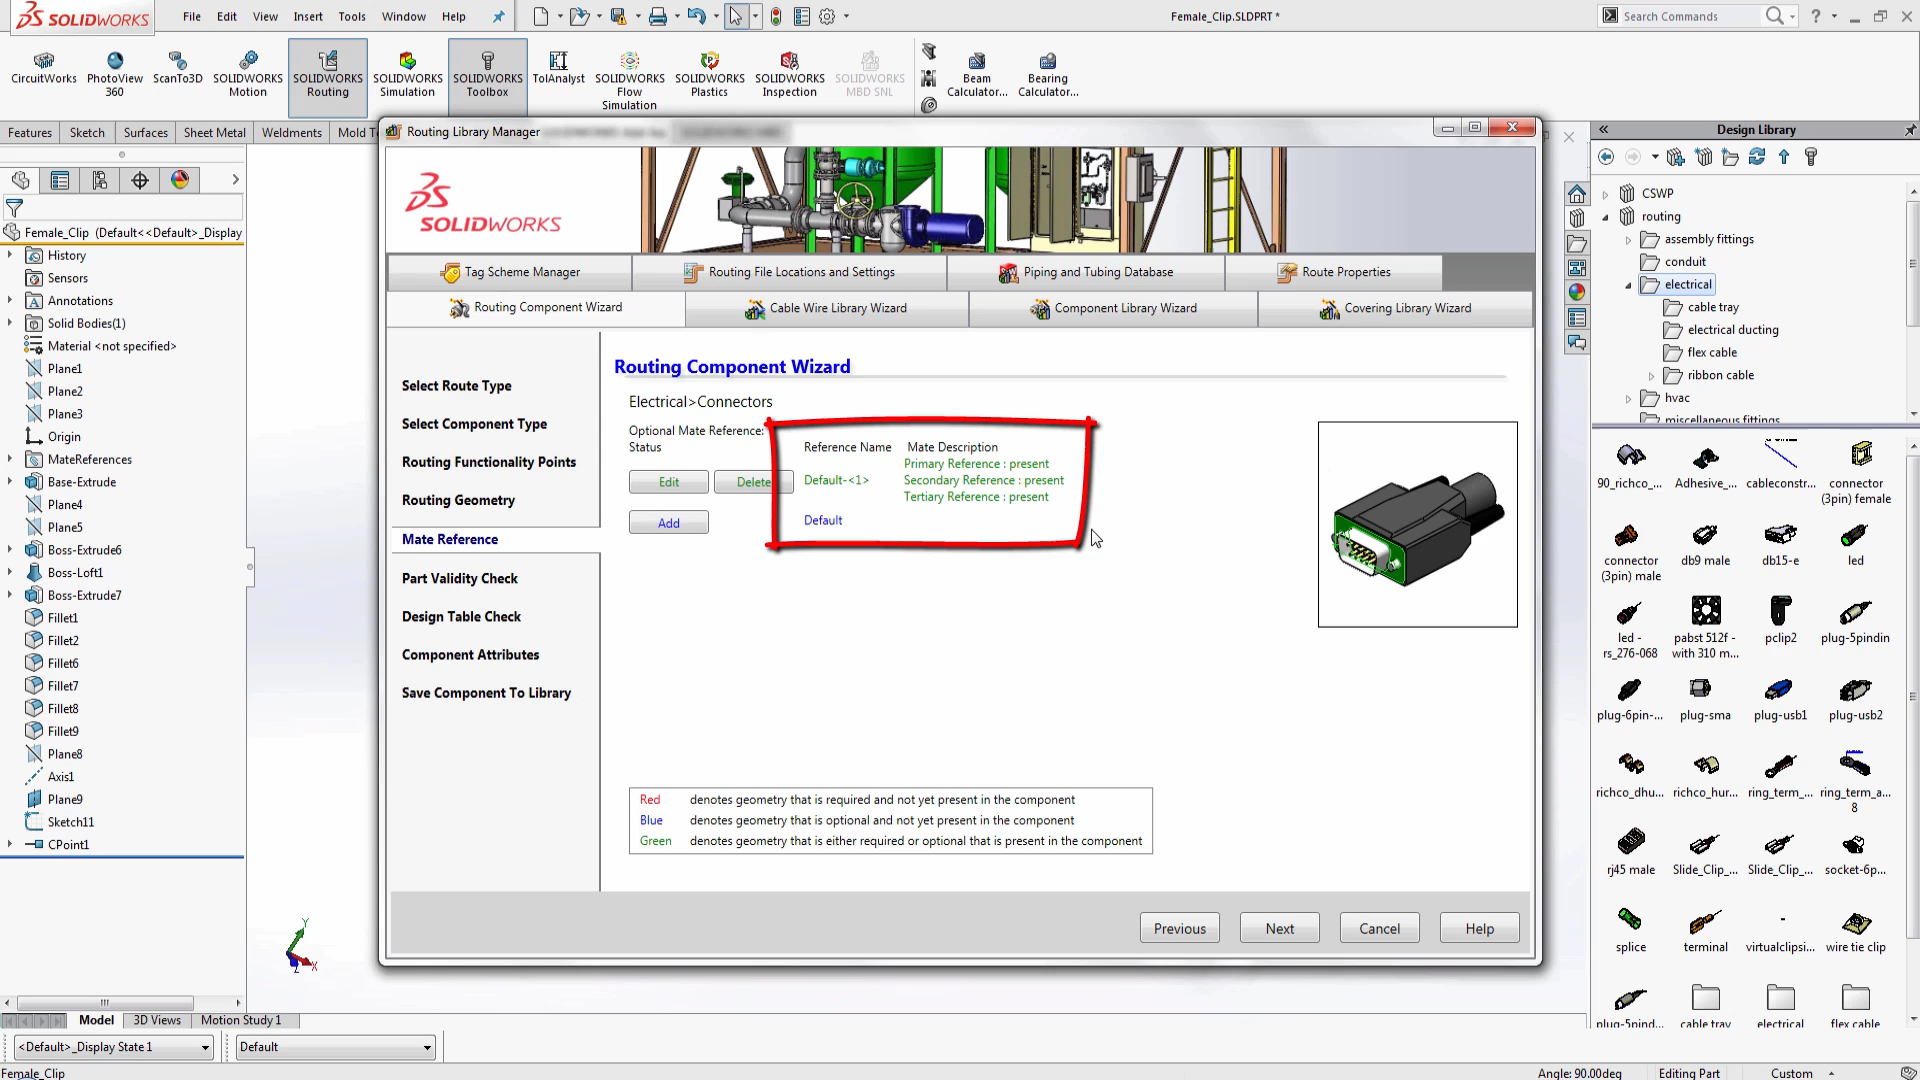 SOLIDWORKS
File Edit View Insert Tools Window Help
Female_Clip.SLDPRT *
Search Commands
CircuitWorks
PhotoView 360
ScanTo3D
SOLIDWORKS Motion
SOLIDWORKS Routing
SOLIDWORKS Simulation
SOLIDWORKS Toolbox
TolAnalyst
SOLIDWORKS Flow Simulation
SOLIDWORKS Plastics
SOLIDWORKS Inspection
SOLIDWORKS MBD SNL
Beam Calculator...
Bearing Calculator...
Features Sketch Surfaces Sheet Metal Weldments Mold T
Female_Clip (Default<<Default>_Display
History
Sensors
Annotations
Solid Bodies(1)
Material <not specified>
Plane1
Plane2
Plane3
Origin
MateReferences
Base-Extrude
Plane4
Plane5
Boss-Extrude6
Boss-Loft1
Boss-Extrude7
Fillet1
Fillet2
Fillet6
Fillet7
Fillet8
Fillet9
Plane8
Axis1
Plane9
Sketch11
CPoint1
Routing Library Manager
SOLIDWORKS
Tag Scheme Manager
Routing File Locations and Settings
Piping and Tubing Database
Route Properties
Routing Component Wizard
Cable Wire Library Wizard
Component Library Wizard
Covering Library Wizard
Select Route Type
Select Component Type
Routing Functionality Points
Routing Geometry
Mate Reference
Part Validity Check
Design Table Check
Component Attributes
Save Component To Library
Routing Component Wizard
Electrical>Connectors
Optional Mate Reference:
Status Reference Name Mate Description
Primary Reference : present
Edit Delete Default-<1> Secondary Reference : present
Tertiary Reference : present
Add Default
Red denotes geometry that is required and not yet present in the component
Blue denotes geometry that is optional and not yet present in the component
Green denotes geometry that is either required or optional that is present in the component
Previous Next Cancel Help
Design Library
CSWP
routing
assembly fittings
conduit
electrical
cable tray
electrical ducting
flex cable
ribbon cable
hvac
miscellaneous fittings
90_richco_... Adhesive_... cableconstr... connector (3pin) female
connector (3pin) male db9 male db15-e led
led - rs_276-068 pabst 512f - with 310 m... pclip2 plug-5pindin
plug-6pin-... plug-sma plug-usb1 plug-usb2
richco_dhu... richco_hur... ring_term_... ring_term_a... 8
rj45 male Slide_Clip_... Slide_Clip_... socket-6p...
splice terminal virtualclipsi... wire tie clip
plug-5pind... cable tray electrical flex cable
Y
X
Z
Model 3D Views Motion Study 1
<Default>_Display State 1 Default
Female_Clip
Angle: 90.00deg Editing Part Custom